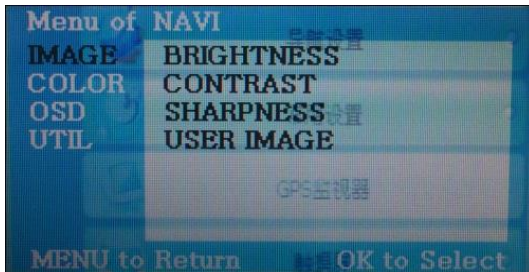 Menu of NAVI
IMAGE BRIGHTNESS
COLOR CONTRAST
OSD SHARPNESS
UTIL USER IMAGE
GPS监视器
MENU to Return OK to Select